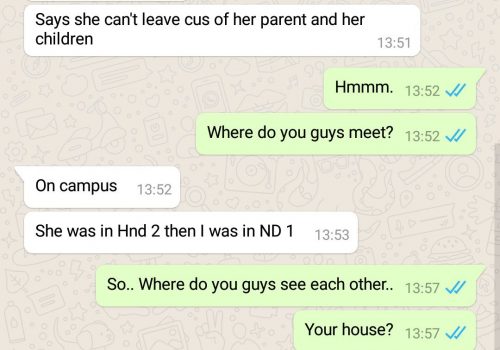 Says she can't leave cus of her parent and her
children
13:51
Hmmm. 13:52
Where do you guys meet? 13:52
On campus 13:52
She was in Hnd 2 then I was in ND 1 13:53
So.. Where do you guys see each other.. 13:57
Your house? 13:57